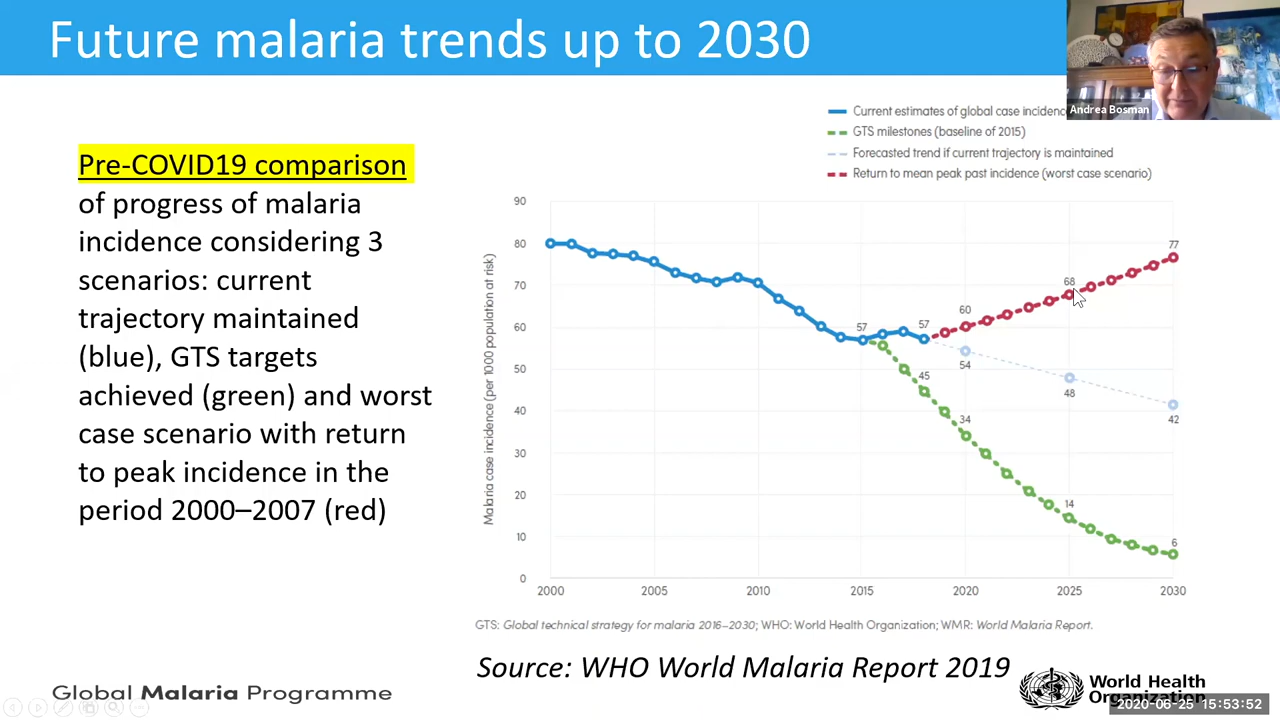 Future malaria trends up to 2030
Andrea Bosman
Pre-COVID19 comparison
of progress of malaria
incidence considering 3
scenarios: current
trajectory maintained
(blue), GTS targets
achieved (green) and worst
case scenario with return
to peak incidence in the
period 2000–2007 (red)
Current estimates of global case
GTS milestones (baseline of 2015)
Forecasted trend if current trajectory is maintained
Return to mean peak past incidence (worst case scenario)
Malaria case incidence (per 1000 population at risk)
90
80
70
60
50
40
30
20
10
0
2000
2005
2010
2015
2020
2025
2030
57
57
60
68
77
54
48
42
45
34
14
6
GTS: Global technical strategy for malaria 2016–2030; WHO: World Health Organization; WMR: World Malaria Report.
Source: WHO World Malaria Report 2019
Global Malaria Programme
World Health
Organization
2020-06-25 15:53:52